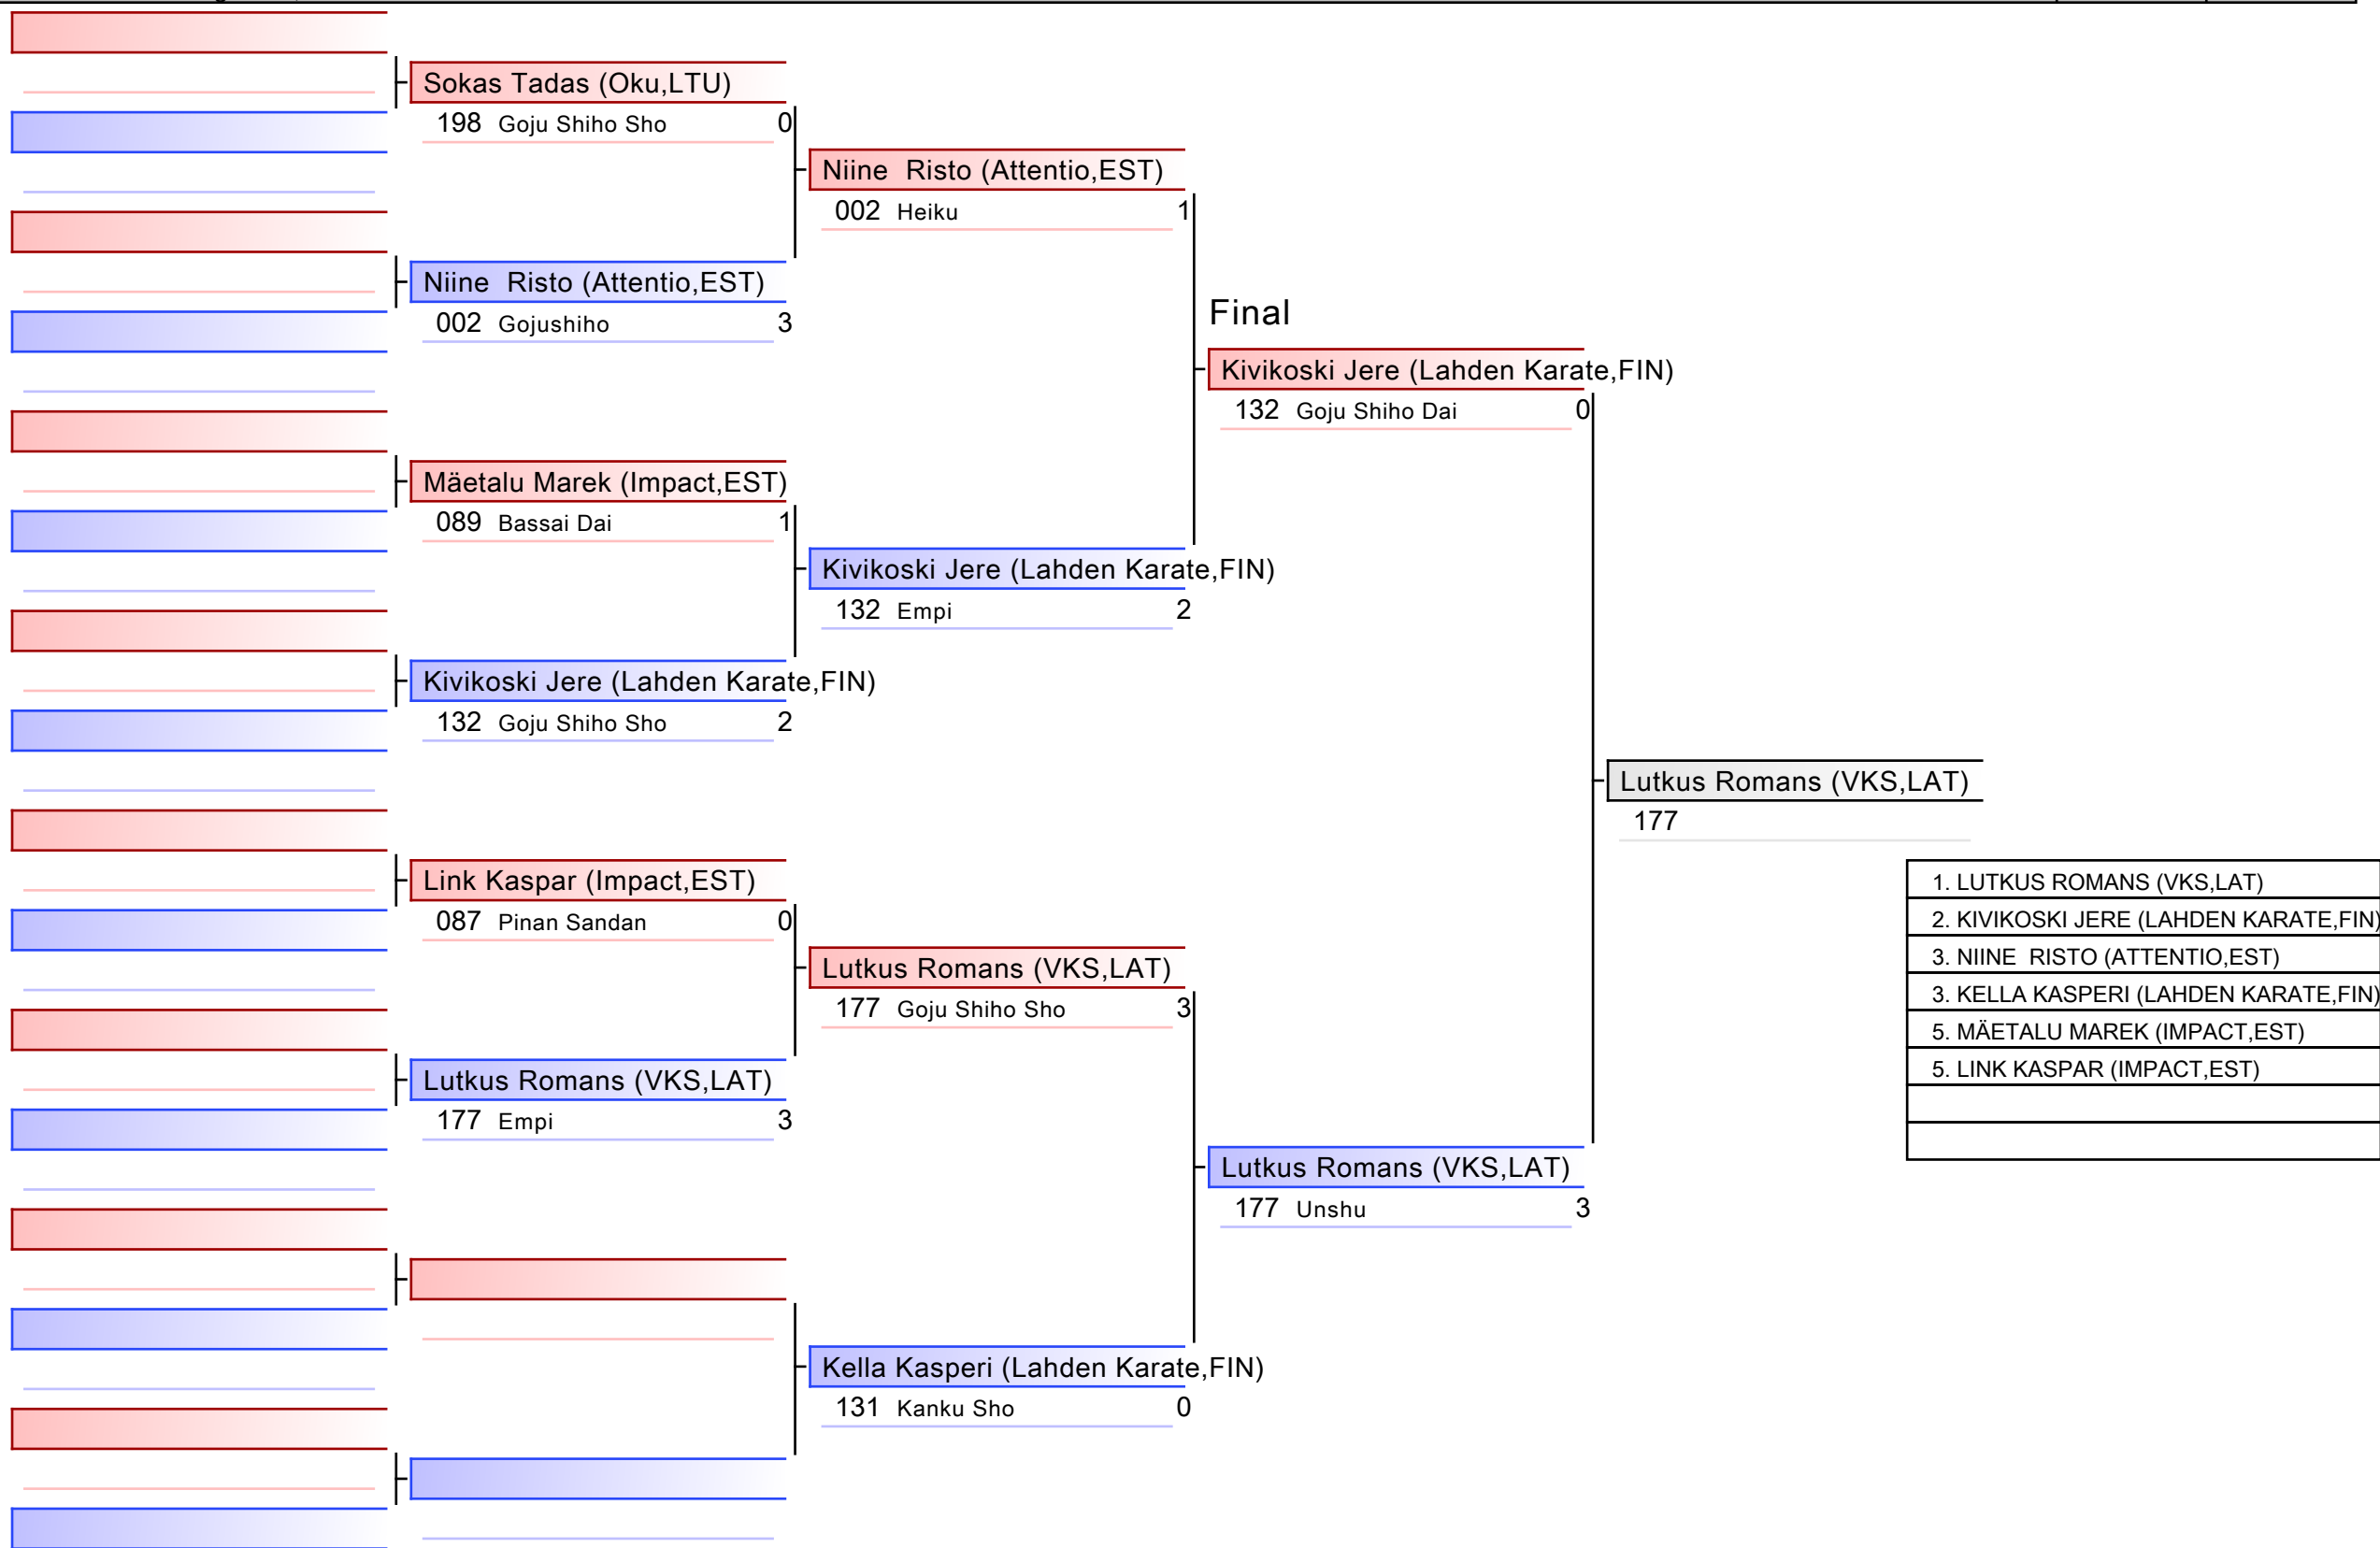 Sokas Tadas (Oku,LTU)
198 Goju Shiho Sho 0
Niine  Risto (Attentio,EST)
002 Heiku 1
Niine  Risto (Attentio,EST)
002 Gojushiho 3
Final
Kivikoski Jere (Lahden Karate,FIN)
132 Goju Shiho Dai 0
Mäetalu Marek (Impact,EST)
089 Bassai Dai 1
Kivikoski Jere (Lahden Karate,FIN)
132 Empi 2
Kivikoski Jere (Lahden Karate,FIN)
132 Goju Shiho Sho 2
Lutkus Romans (VKS,LAT)
177
Link Kaspar (Impact,EST)
087 Pinan Sandan 0
Lutkus Romans (VKS,LAT)
177 Goju Shiho Sho 3
Lutkus Romans (VKS,LAT)
177 Empi 3
Lutkus Romans (VKS,LAT)
177 Unshu 3
Kella Kasperi (Lahden Karate,FIN)
131 Kanku Sho 0
1. LUTKUS ROMANS (VKS,LAT)
2. KIVIKOSKI JERE (LAHDEN KARATE,FIN)
3. NIINE  RISTO (ATTENTIO,EST)
3. KELLA KASPERI (LAHDEN KARATE,FIN)
5. MÄETALU MAREK (IMPACT,EST)
5. LINK KASPAR (IMPACT,EST)